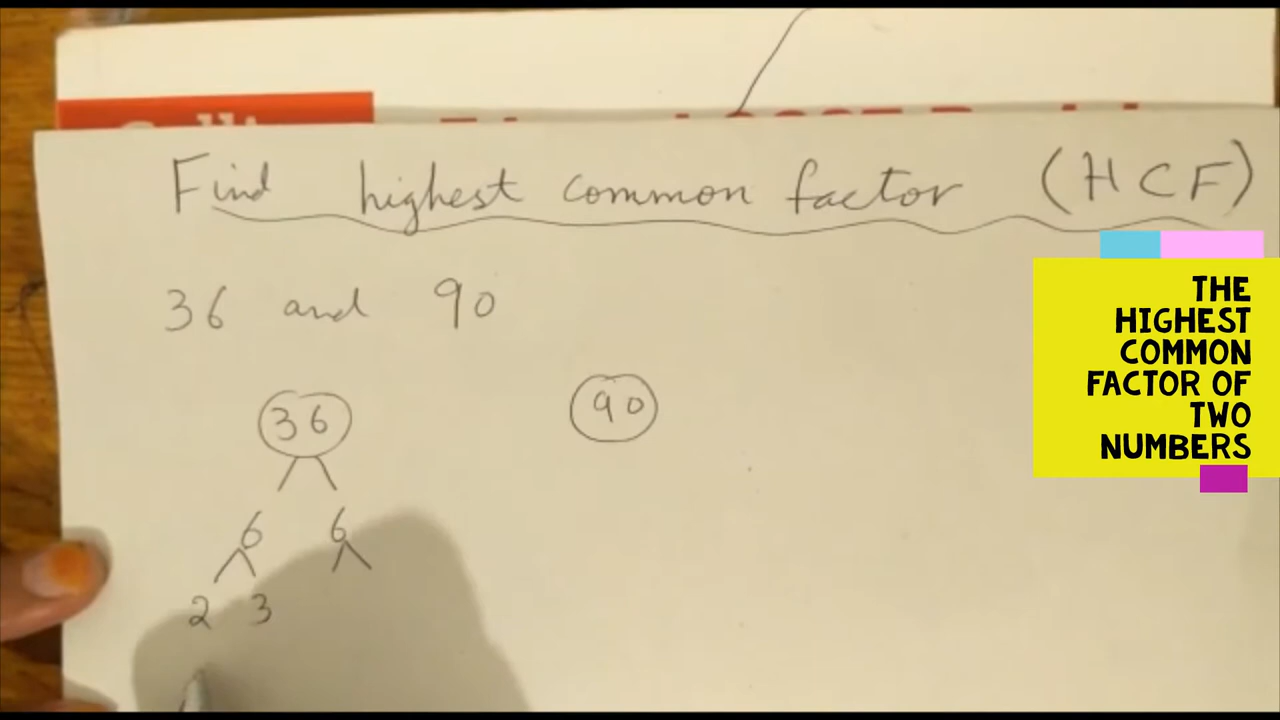 Find highest common factor (HCF)
36 and 90
36
90
6 6
2 3
THE
HIGHEST
COMMON
FACTOR OF
TWO
NUMBERS